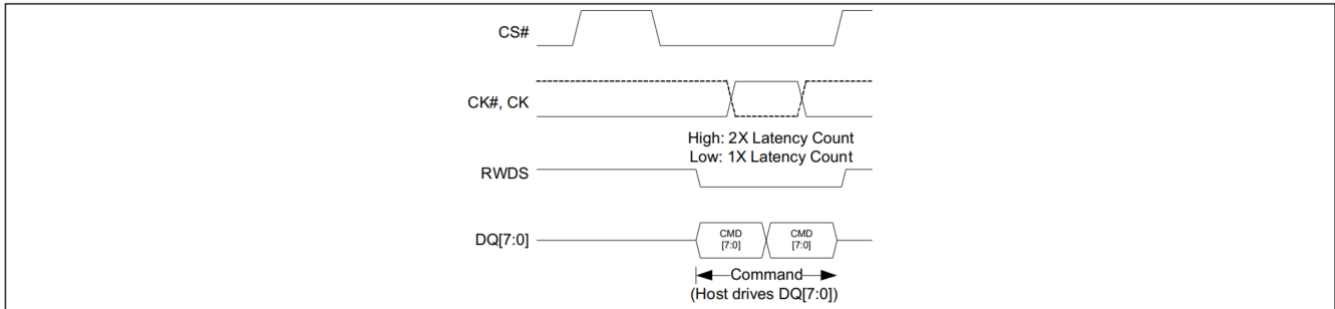 CS#
CK#, CK
High: 2X Latency Count
Low: 1X Latency Count
RWDS
DQ[7:0]
CMD
[7:0]
CMD
[7:0]
Command
(Host drives DQ[7:0])